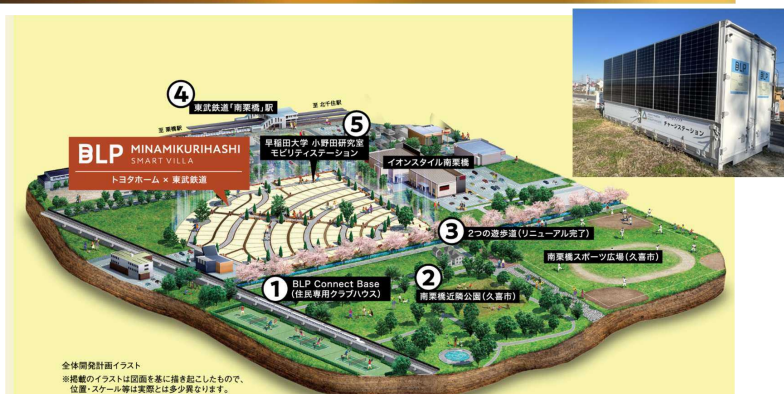 ④
東武鉄道「南栗橋」駅
至 北千住駅
至 栗橋駅
⑤
早稲田大学 小野田研究室
モビリティステーション
イオンスタイル南栗橋
BLP MINAMIKURIHASHI
SMART VILLA
トヨタホーム × 東武鉄道
③
2つの遊歩道(リニューアル完了)
南栗橋スポーツ広場(久喜市)
①
BLP Connect Base
(住民専用クラブハウス)
②
南栗橋近隣公園(久喜市)
全体開発計画イラスト
※掲載のイラストは図面を基に描き起こしたもので、
位置・スケール等は実際とは多少異なります。
BLP
BLP
チャージステーション